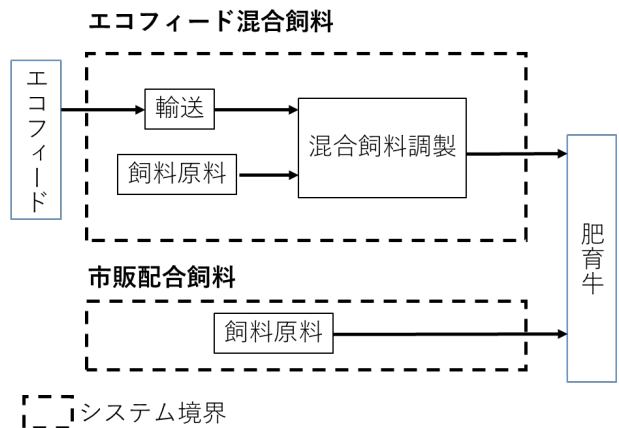 エコフィード混合飼料
エコフィード
輸送
飼料原料
混合飼料調製
肥育牛
市販配合飼料
飼料原料
システム境界